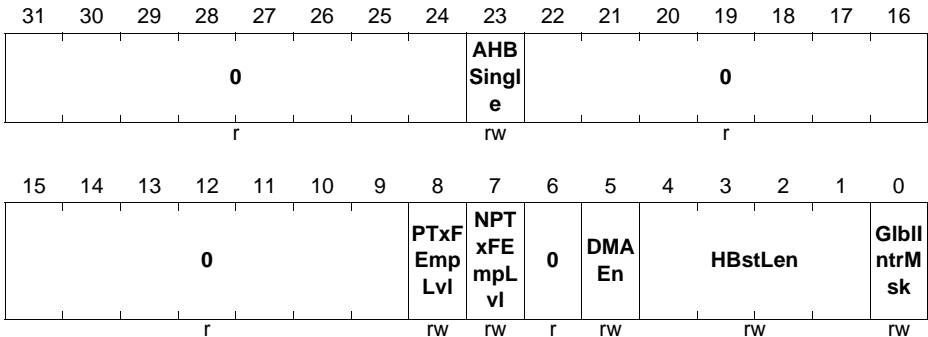 31 30 29 28 27 26 25 24 23 22 21 20 19 18 17 16
0
AHB
Singl
e
0
r rw r
15 14 13 12 11 10 9 8 7 6 5 4 3 2 1 0
0
PTxF
Emp
Lvl
NPT
xFE
mpL
vl
0
DMA
En
HBstLen
GlblI
ntrM
sk
r rw rw r rw rw rw